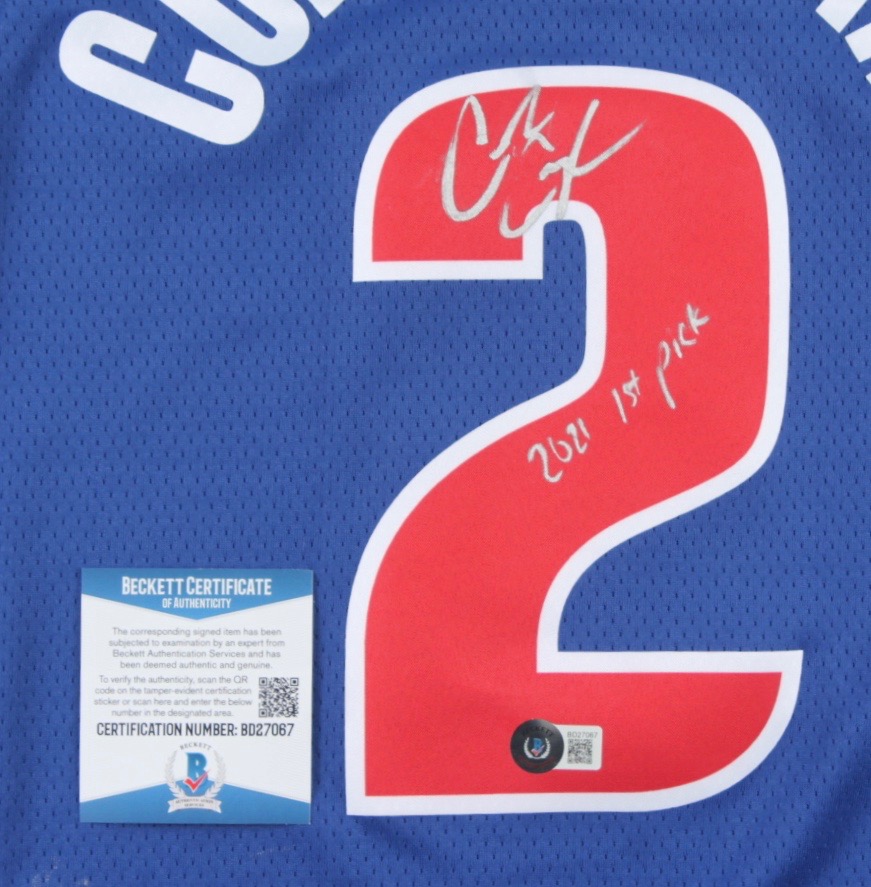 CU
2
2021 1st pick
BECKETT CERTIFICATE
OF AUTHENTICITY
The corresponding signed item has been
subjected to examination by an expert from
Beckett Authentication Services and has
been deemed authentic and genuine.
To verify the authenticity, scan the QR
code on the tamper-evident certification
sticker or scan here and enter the below
number in the designated area.
CERTIFICATION NUMBER: BD27067
BECKETT
B
BD27067